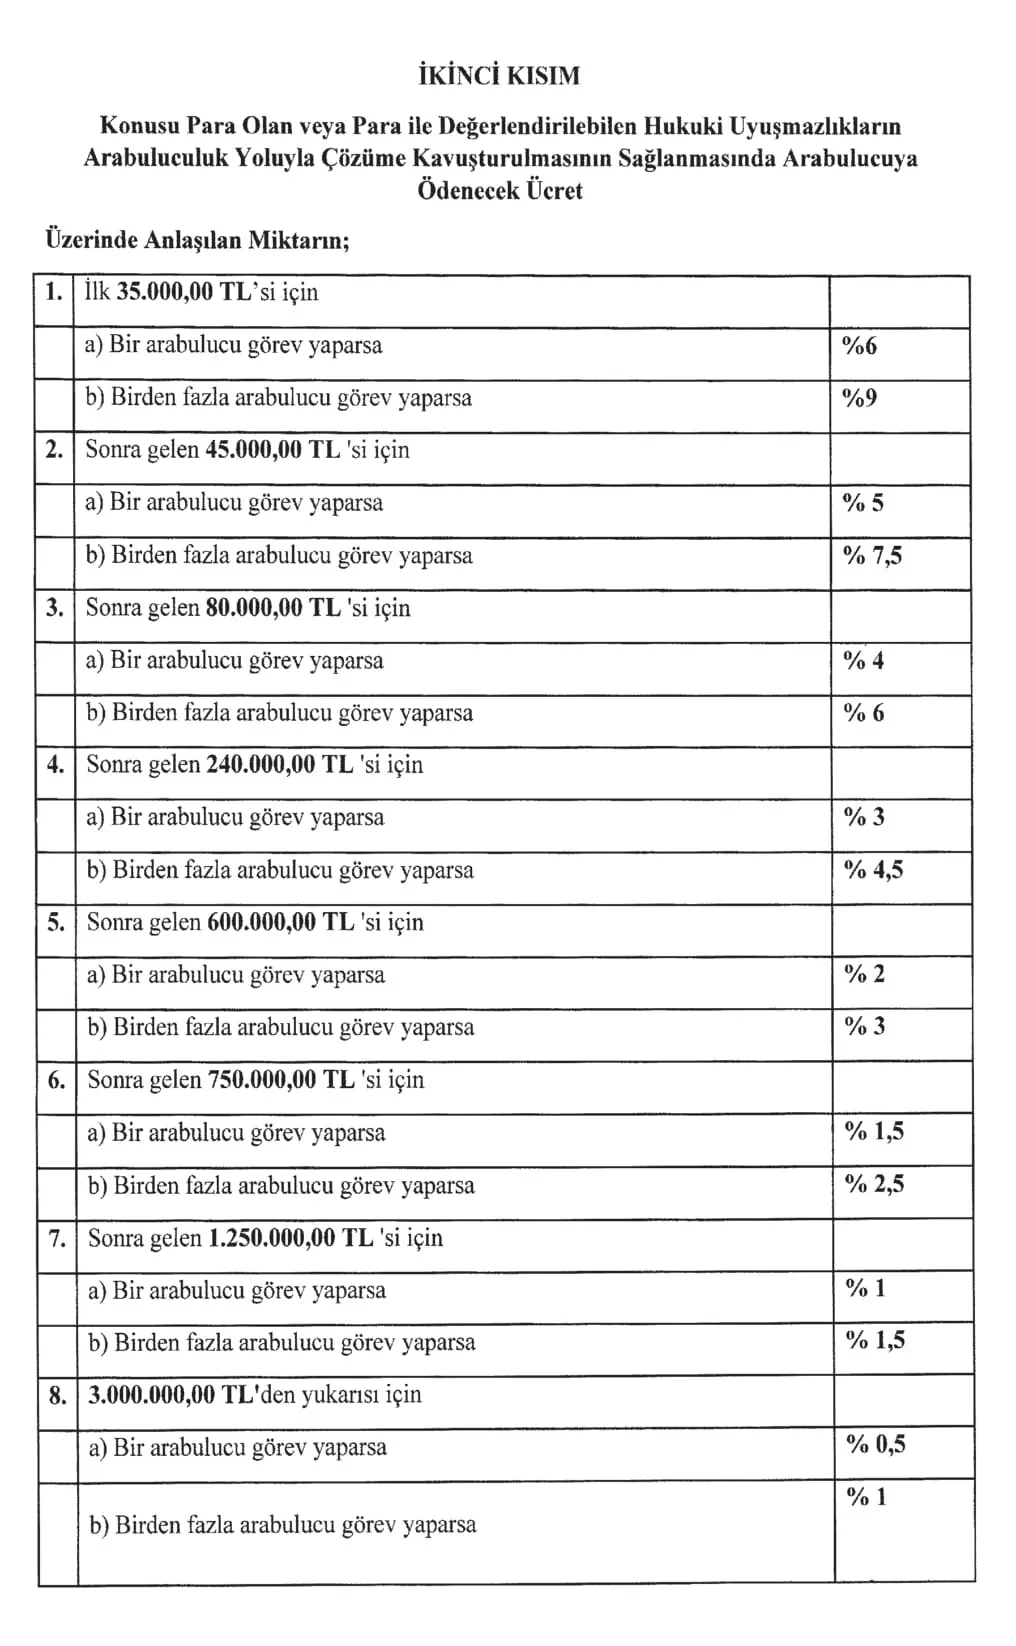 İKİNCİ KISIM
Konusu Para Olan veya Para ile Değerlendirilebilen Hukuki Uyuşmazlıkların
Arabuluculuk Yoluyla Çözüme Kavuşturulmasının Sağlanmasında Arabulucuya
Ödenecek Ücret
Üzerinde Anlaşılan Miktarın;
1. İlk 35.000,00 TL'si için
a) Bir arabulucu görev yaparsa %6
b) Birden fazla arabulucu görev yaparsa %9
2. Sonra gelen 45.000,00 TL 'si için
a) Bir arabulucu görev yaparsa % 5
b) Birden fazla arabulucu görev yaparsa % 7,5
3. Sonra gelen 80.000,00 TL 'si için
a) Bir arabulucu görev yaparsa % 4
b) Birden fazla arabulucu görev yaparsa % 6
4. Sonra gelen 240.000,00 TL 'si için
a) Bir arabulucu görev yaparsa % 3
b) Birden fazla arabulucu görev yaparsa % 4,5
5. Sonra gelen 600.000,00 TL 'si için
a) Bir arabulucu görev yaparsa % 2
b) Birden fazla arabulucu görev yaparsa % 3
6. Sonra gelen 750.000,00 TL 'si için
a) Bir arabulucu görev yaparsa % 1,5
b) Birden fazla arabulucu görev yaparsa % 2,5
7. Sonra gelen 1.250.000,00 TL 'si için
a) Bir arabulucu görev yaparsa % 1
b) Birden fazla arabulucu görev yaparsa % 1,5
8. 3.000.000,00 TL'den yukarısı için
a) Bir arabulucu görev yaparsa % 0,5
b) Birden fazla arabulucu görev yaparsa % 1